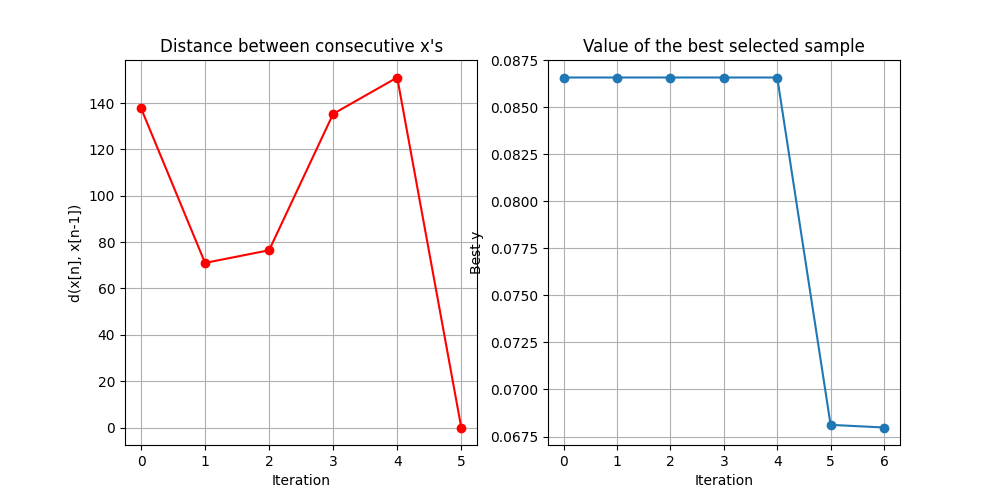 Distance between consecutive x's
d(x[n], x[n-1])
140
120
100
80
60
40
20
0
0 1 2 3 4 5
Iteration
Value of the best selected sample
Best y
0.0875
0.0850
0.0825
0.0800
0.0775
0.0750
0.0725
0.0700
0.0675
0 1 2 3 4 5 6
Iteration